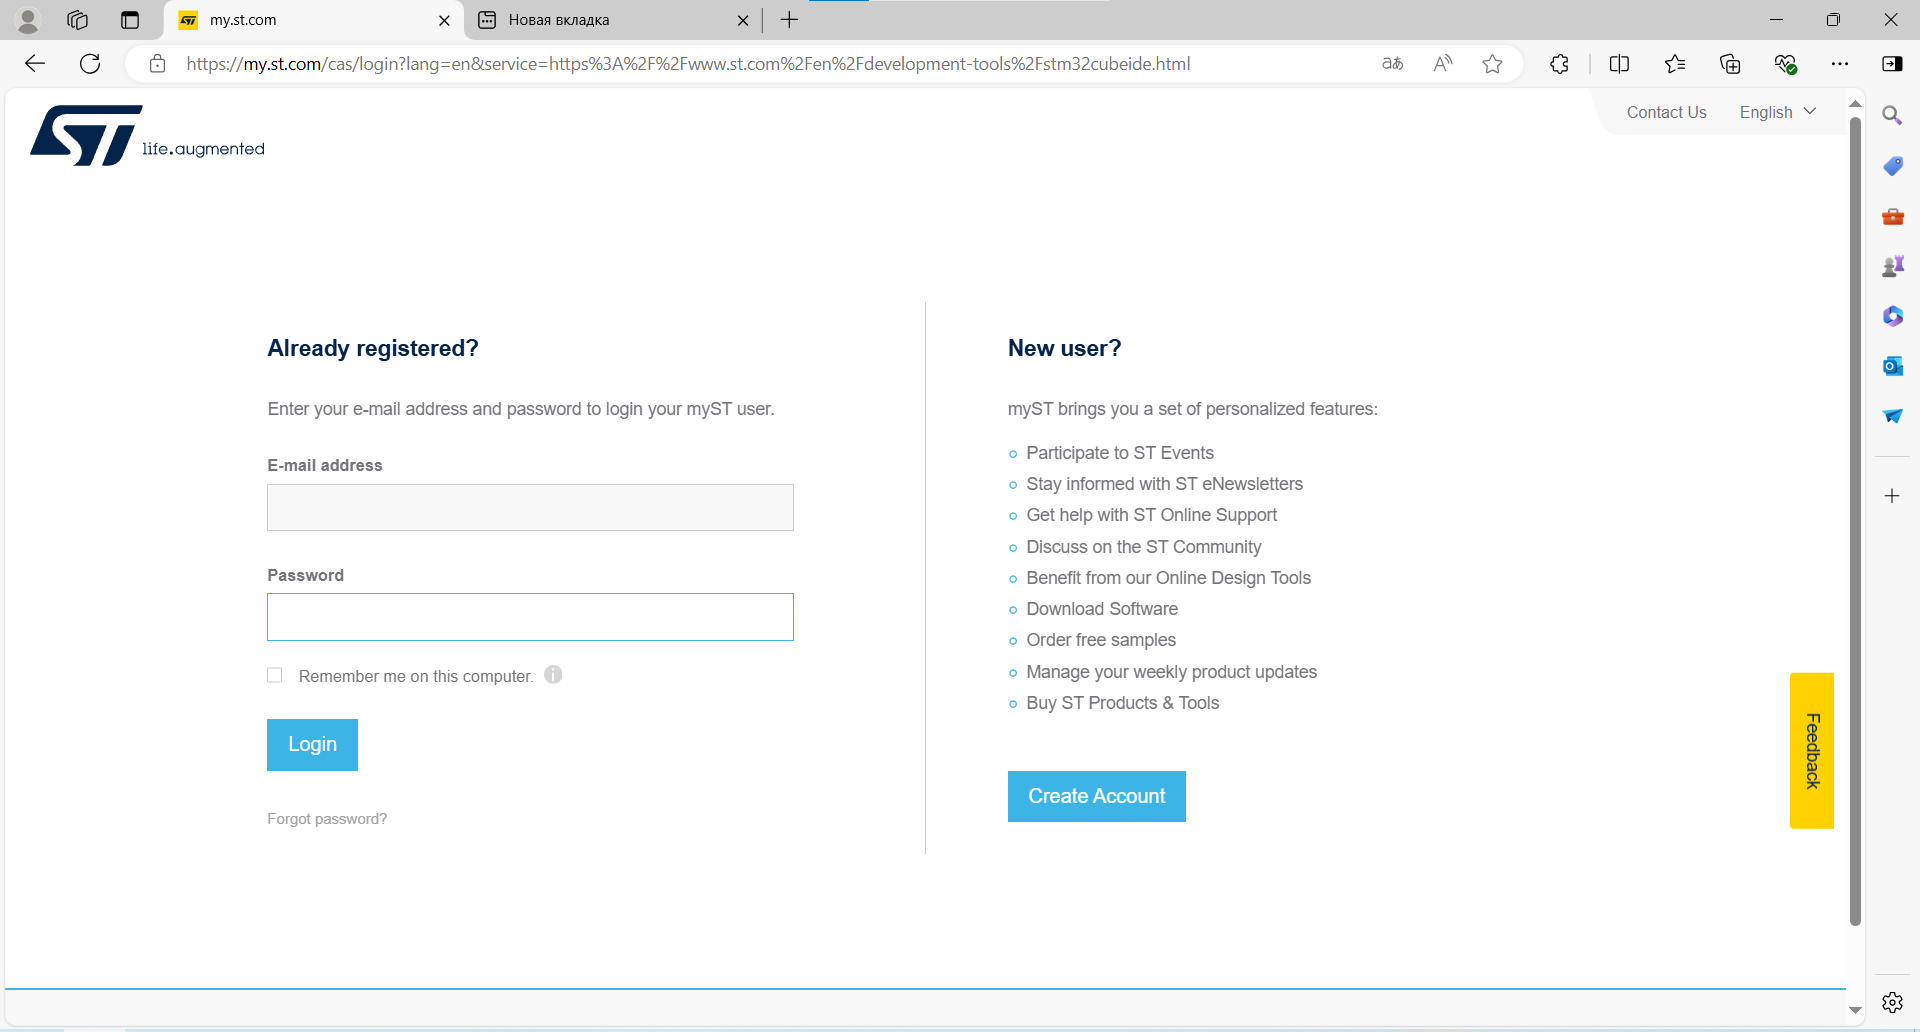 my.st.com
Новая вкладка
https://my.st.com/cas/login?lang=en&service=https%3A%2F%2Fwww.st.com%2Fen%2Fdevelopment-tools%2Fstm32cubeide.html
Contact Us English
ST life.augmented
Already registered?
Enter your e-mail address and password to login your myST user.
E-mail address
Password
Remember me on this computer.
Login
Forgot password?
New user?
myST brings you a set of personalized features:
Participate to ST Events
Stay informed with ST eNewsletters
Get help with ST Online Support
Discuss on the ST Community
Benefit from our Online Design Tools
Download Software
Order free samples
Manage your weekly product updates
Buy ST Products & Tools
Create Account
Feedback